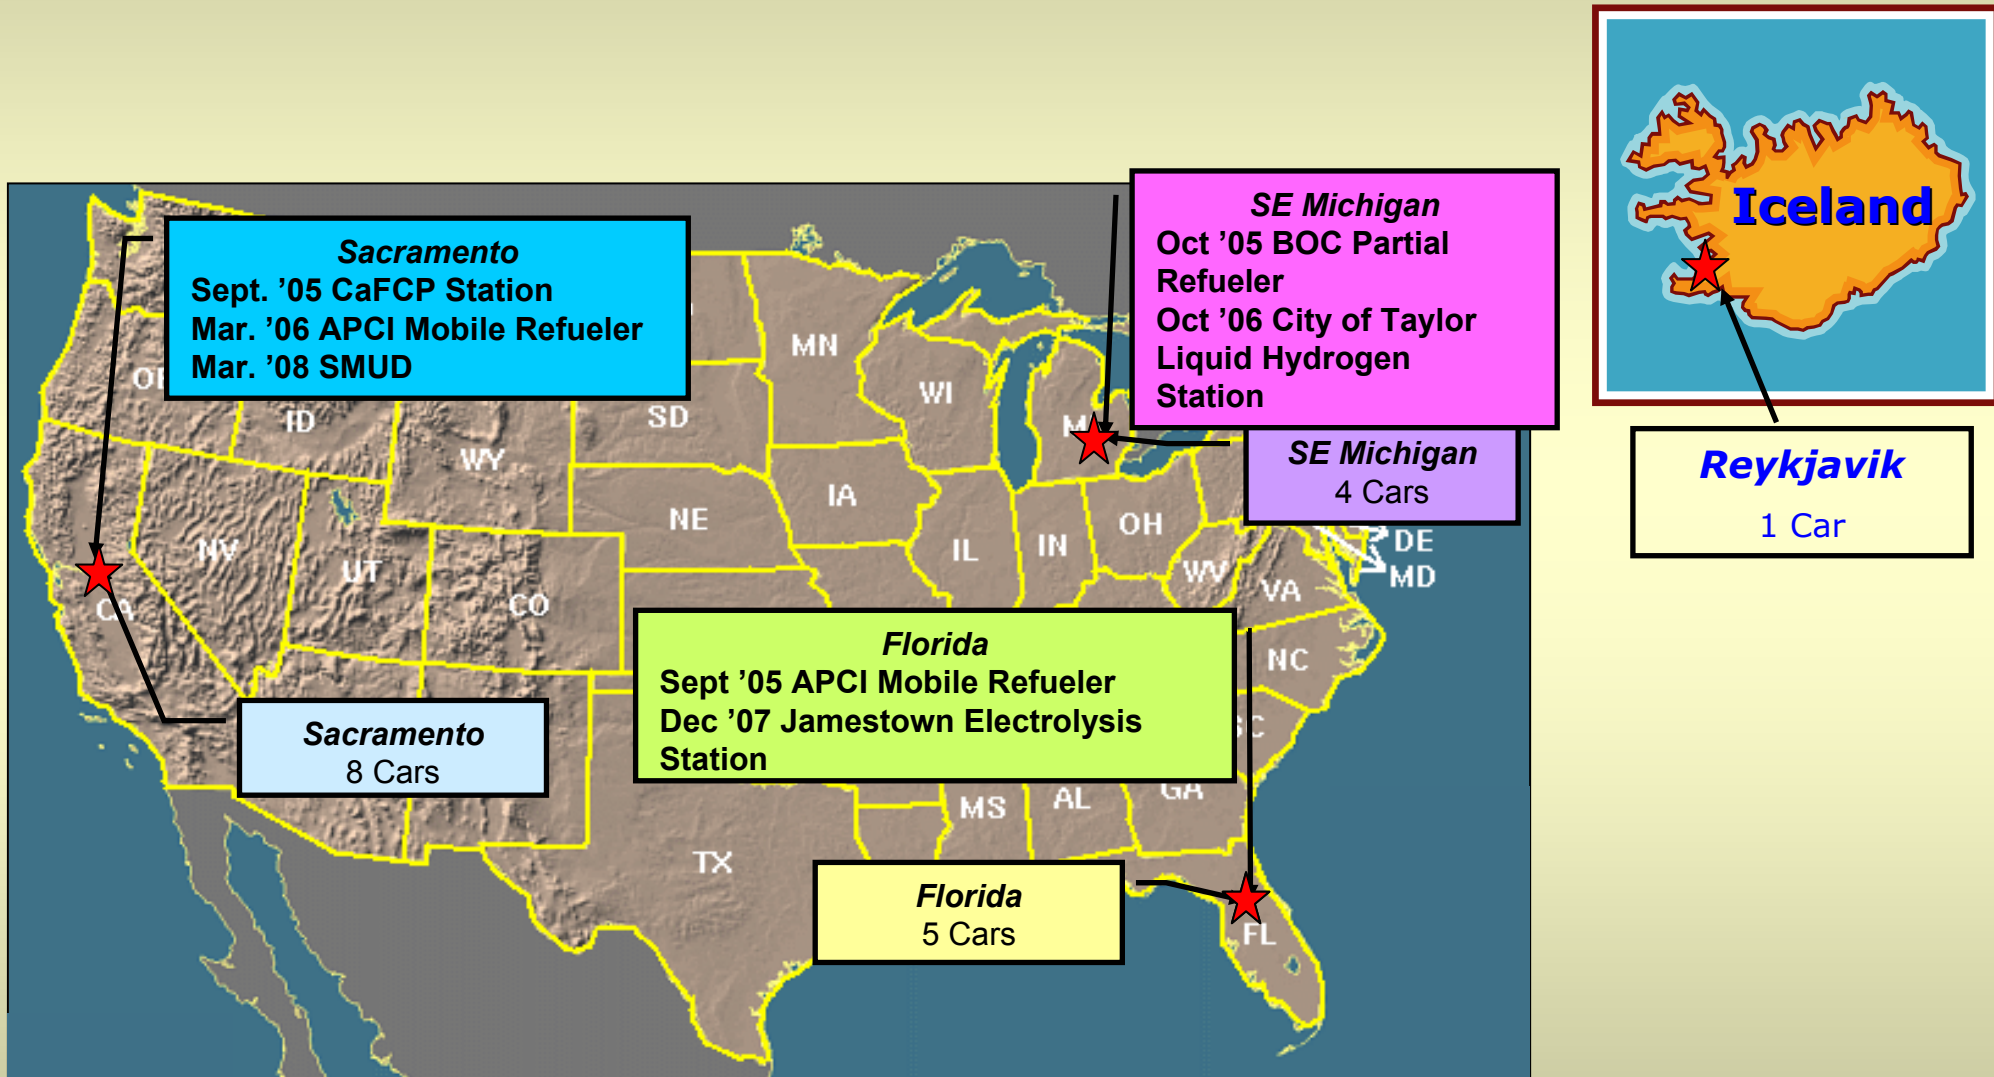 Iceland
Sacramento
Sept. ’05 CaFCP Station
Mar. ’06 APCI Mobile Refueler
Mar. ’08 SMUD
SE Michigan
Oct ’05 BOC Partial
Refueler
Oct ’06 City of Taylor
Liquid Hydrogen
Station
SE Michigan
4 Cars
Reykjavik
1 Car
MN
WI
ID
SD
WY
IA
NE
OH
IL
IN
NV
UT
CO
WV
VA
DE
MD
CA
NC
Florida
Sept ’05 APCI Mobile Refueler
Dec ’07 Jamestown Electrolysis
Station
Sacramento
8 Cars
MS
AL
GA
TX
Florida
5 Cars
FL